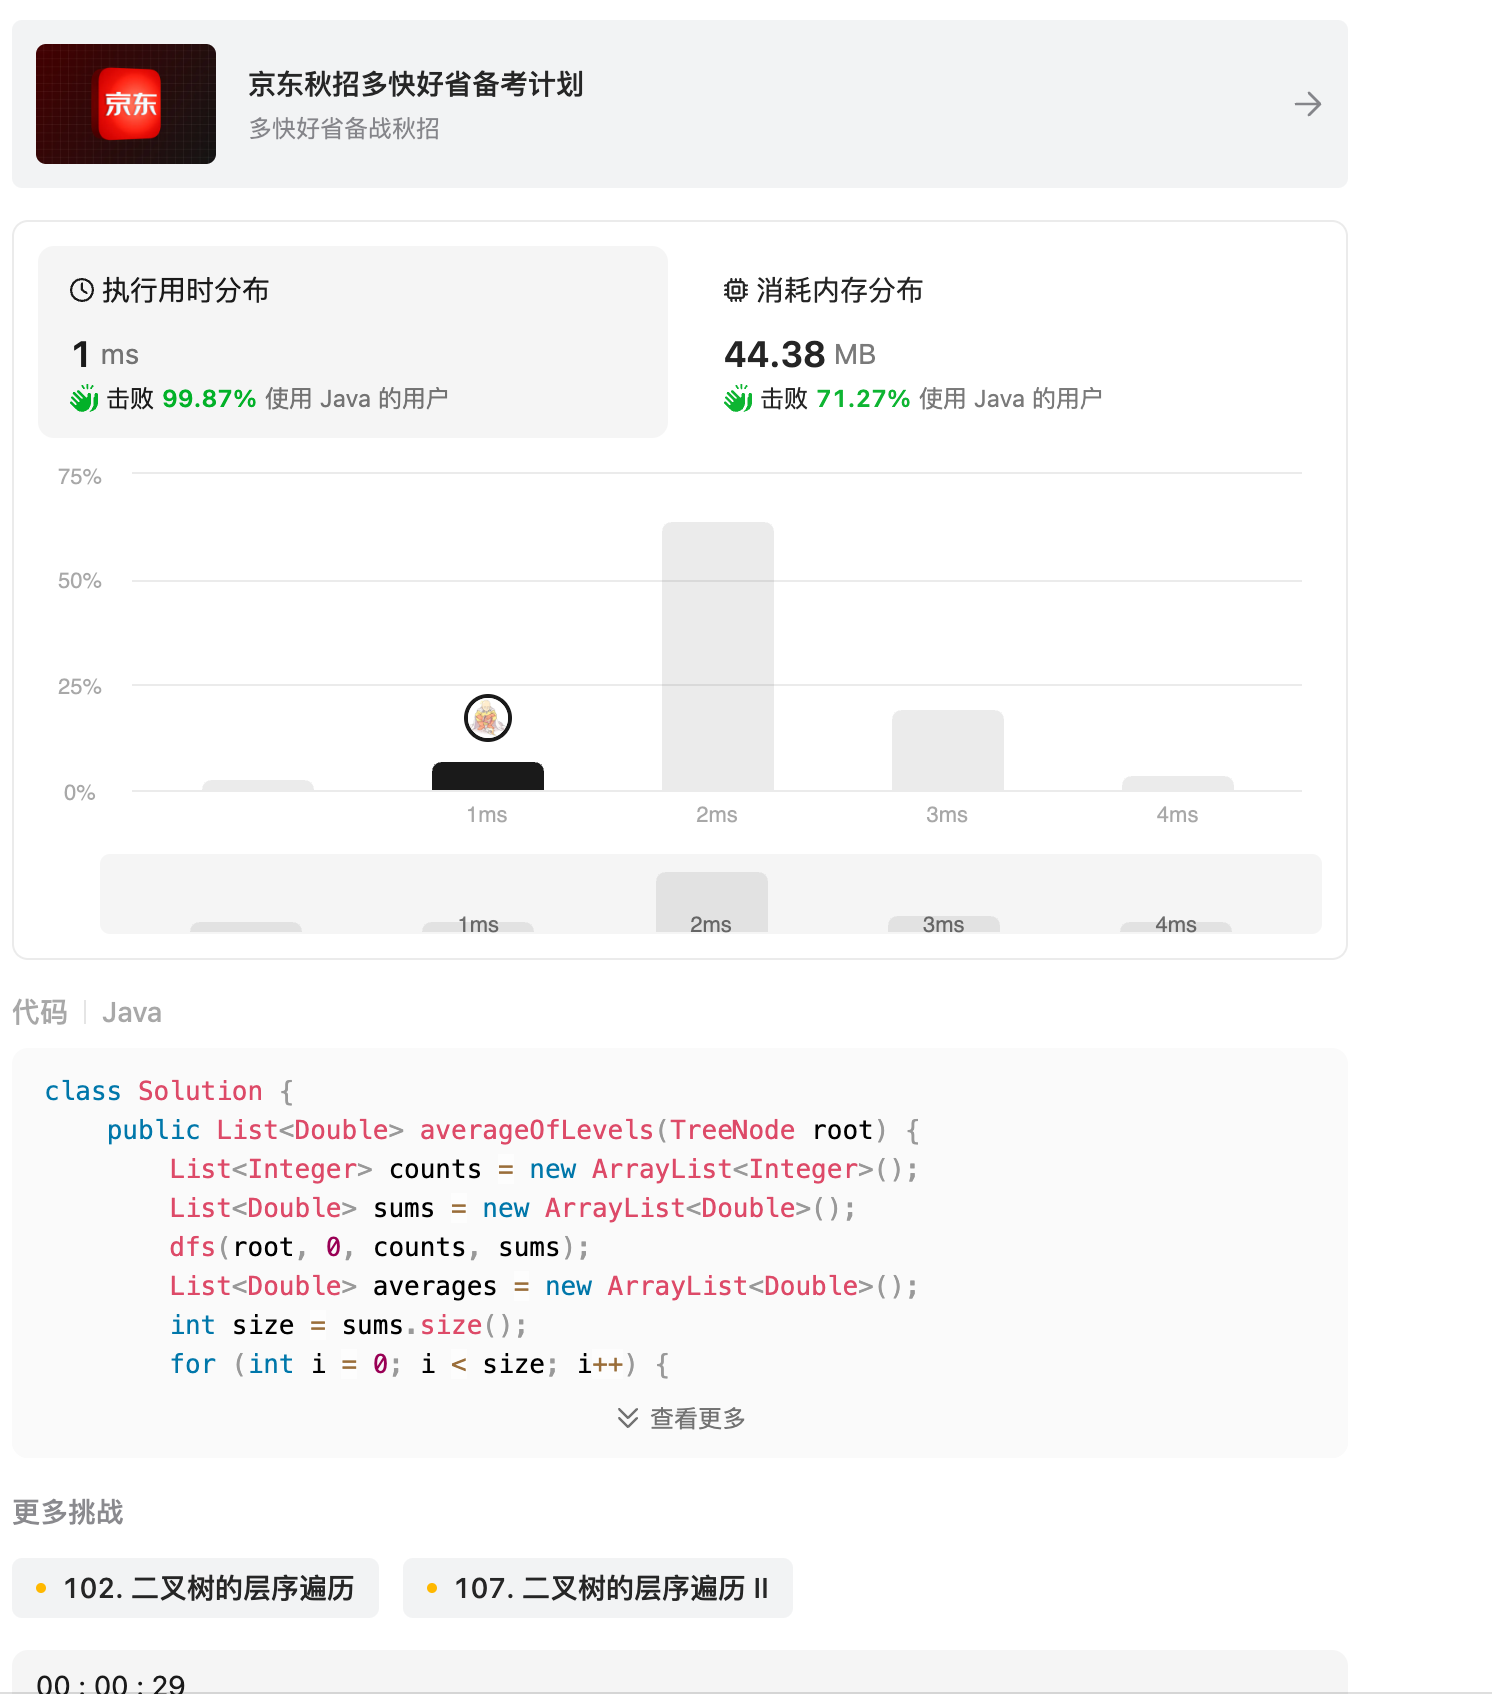 京东
京东秋招多快好省备考计划
多快好省备战秋招
执行用时分布
1 ms
击败 99.87% 使用 Java 的用户
消耗内存分布
44.38 MB
击败 71.27% 使用 Java 的用户
75%
50%
25%
0%
1ms 2ms 3ms 4ms
1ms 2ms 3ms 4ms
代码 Java
class Solution {
    public List<Double> averageOfLevels(TreeNode root) {
        List<Integer> counts = new ArrayList<Integer>();
        List<Double> sums = new ArrayList<Double>();
        dfs(root, 0, counts, sums);
        List<Double> averages = new ArrayList<Double>();
        int size = sums.size();
        for (int i = 0; i < size; i++) {
查看更多
更多挑战
102. 二叉树的层序遍历
107. 二叉树的层序遍历 II
00 : 00 : 29